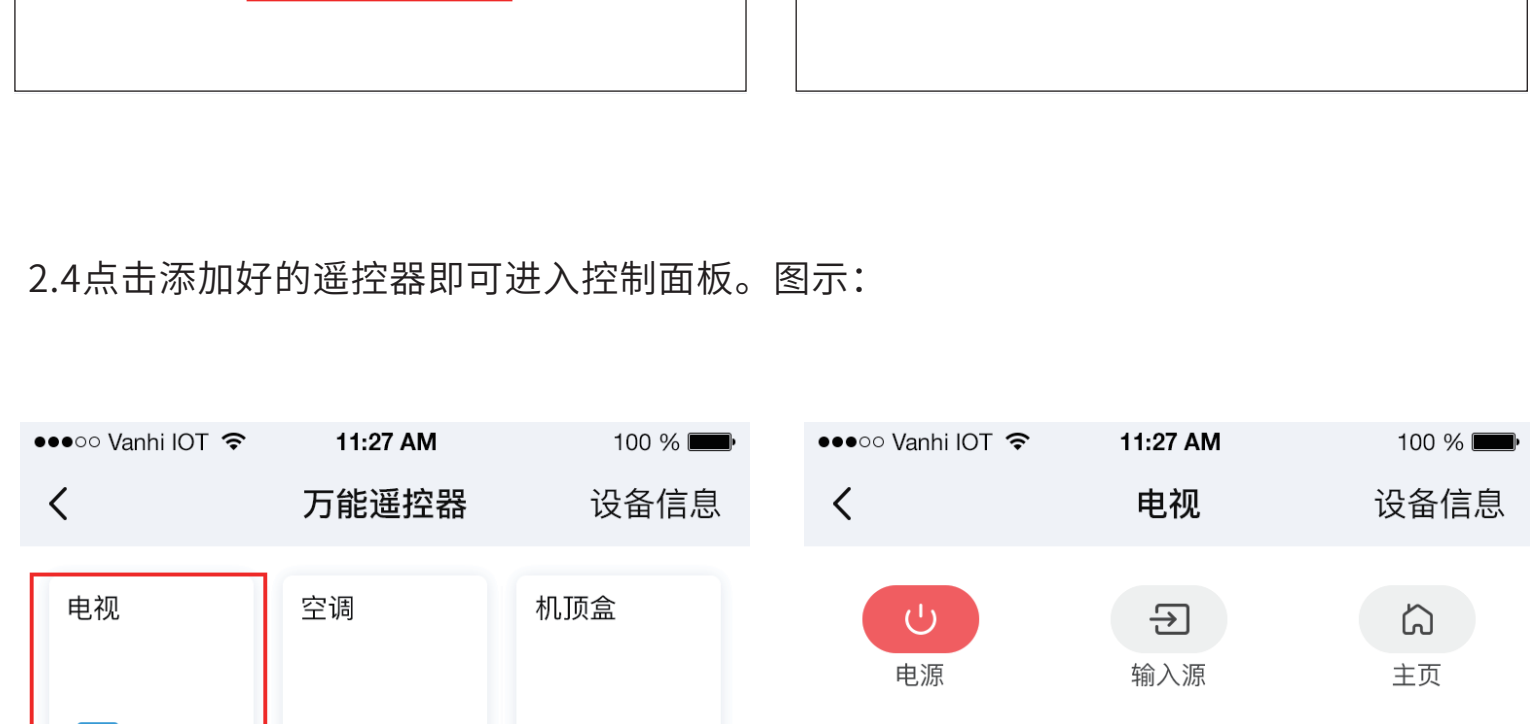 2.4点击添加好的遥控器即可进入控制面板。图示：
Vanhi IOT 11:27 AM 100 %
万能遥控器 设备信息
电视 空调 机顶盒
Vanhi IOT 11:27 AM 100 %
电视 设备信息
电源 输入源 主页